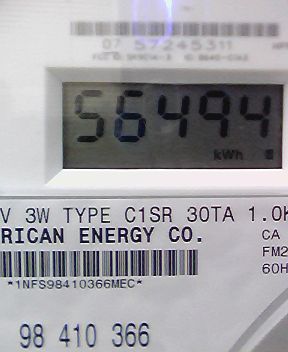 07 57245311
56494
kWh
V 3W TYPE C1SR 30TA 1.0K
RICAN ENERGY CO.
CA
FM2
*1NFS98410366MEC*
60H
98 410 366